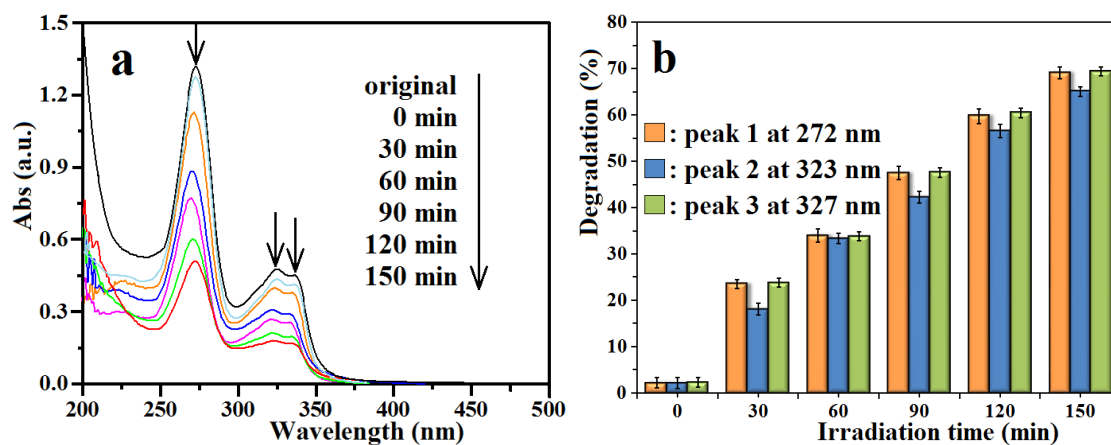 a
1.5
1.2
0.9
0.6
0.3
0.0
Abs (a.u.)
original
0 min
30 min
60 min
90 min
120 min
150 min
200 250 300 350 400 450 500
Wavelength (nm)
b
80
70
60
50
40
30
20
10
0
Degradation (%)
: peak 1 at 272 nm
: peak 2 at 323 nm
: peak 3 at 327 nm
0 30 60 90 120 150
Irradiation time (min)